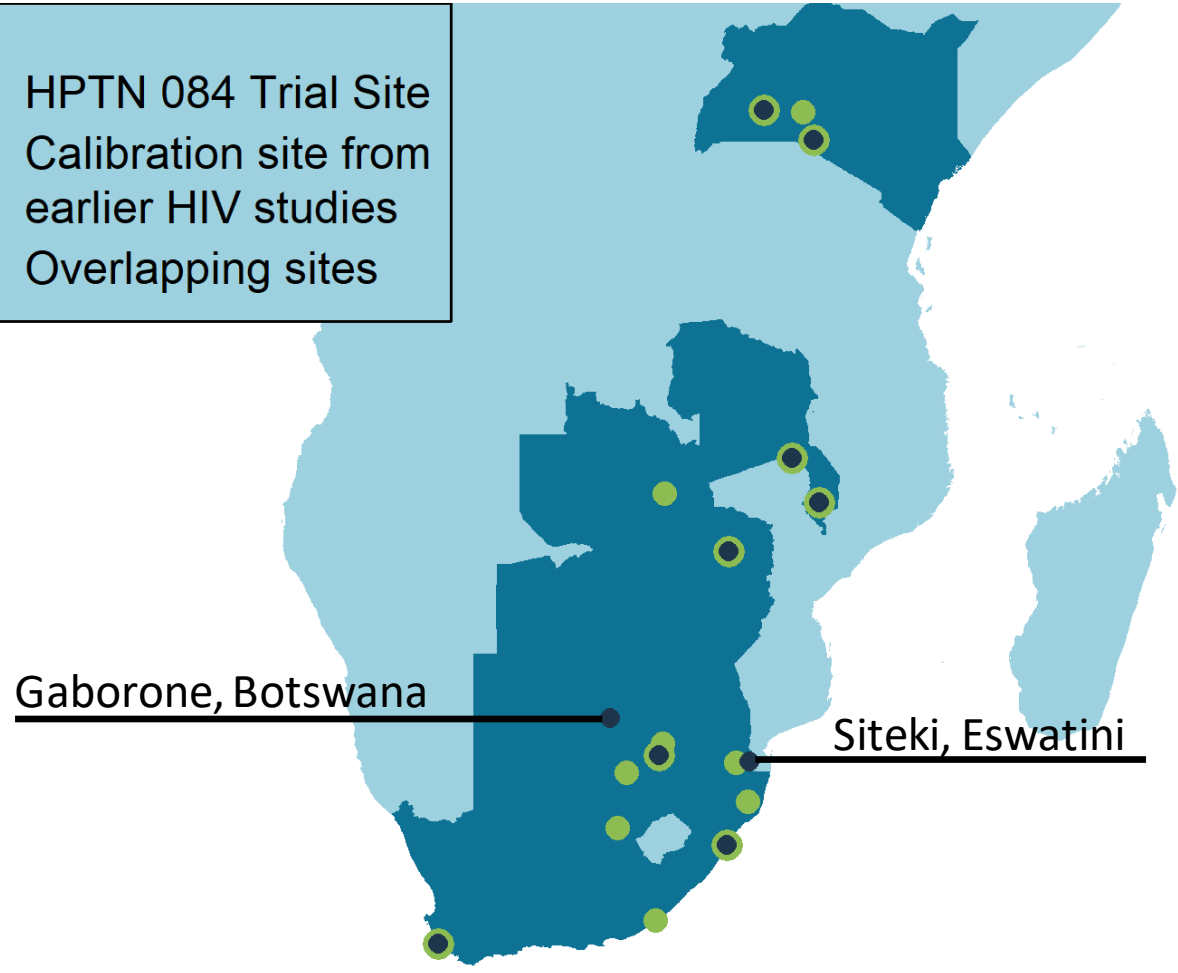 HPTN 084 Trial Site
Calibration site from
earlier HIV studies
Overlapping sites
Gaborone, Botswana
Siteki, Eswatini